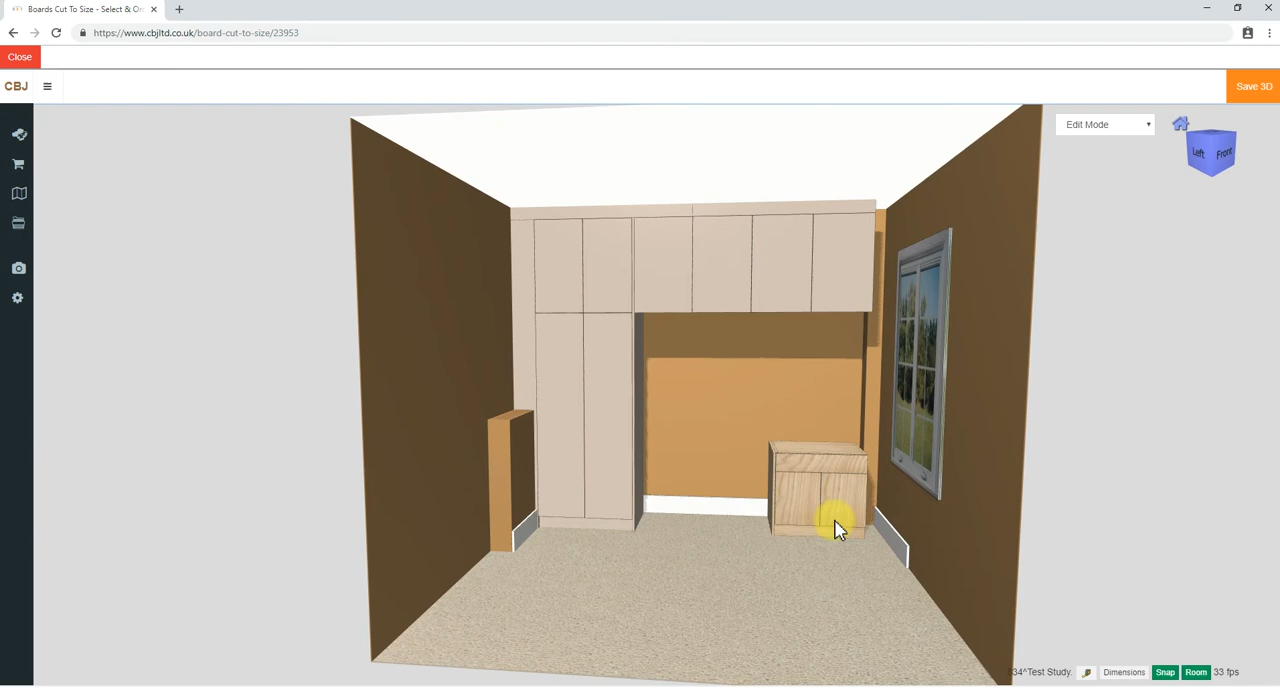 Boards Cut To Size - Select & Or
https://www.cbjltd.co.uk/board-cut-to-size/23953
Close
CBJ
Save 3D
Edit Mode
Left
Front
34^Test Study.
Dimensions
Snap
Room
33 fps